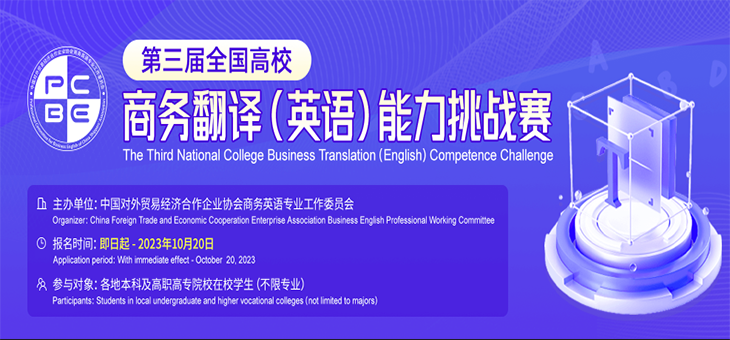 第三届全国高校
PC
BE
商务翻译（英语）能力挑战赛
The Third National College Business Translation (English) Competence Challenge
主办单位：中国对外贸易经济合作企业协会商务英语专业工作委员会
Organizer: China Foreign Trade and Economic Cooperation Enterprise Association Business English Professional Working Committee
报名时间：即日起 - 2023年10月20日
Application period: With immediate effect - October 20, 2023
参与对象：各地本科及高职高专院校在校学生（不限专业）
Participants: Students in local undergraduate and higher vocational colleges (not limited to majors)
A
B
D
T